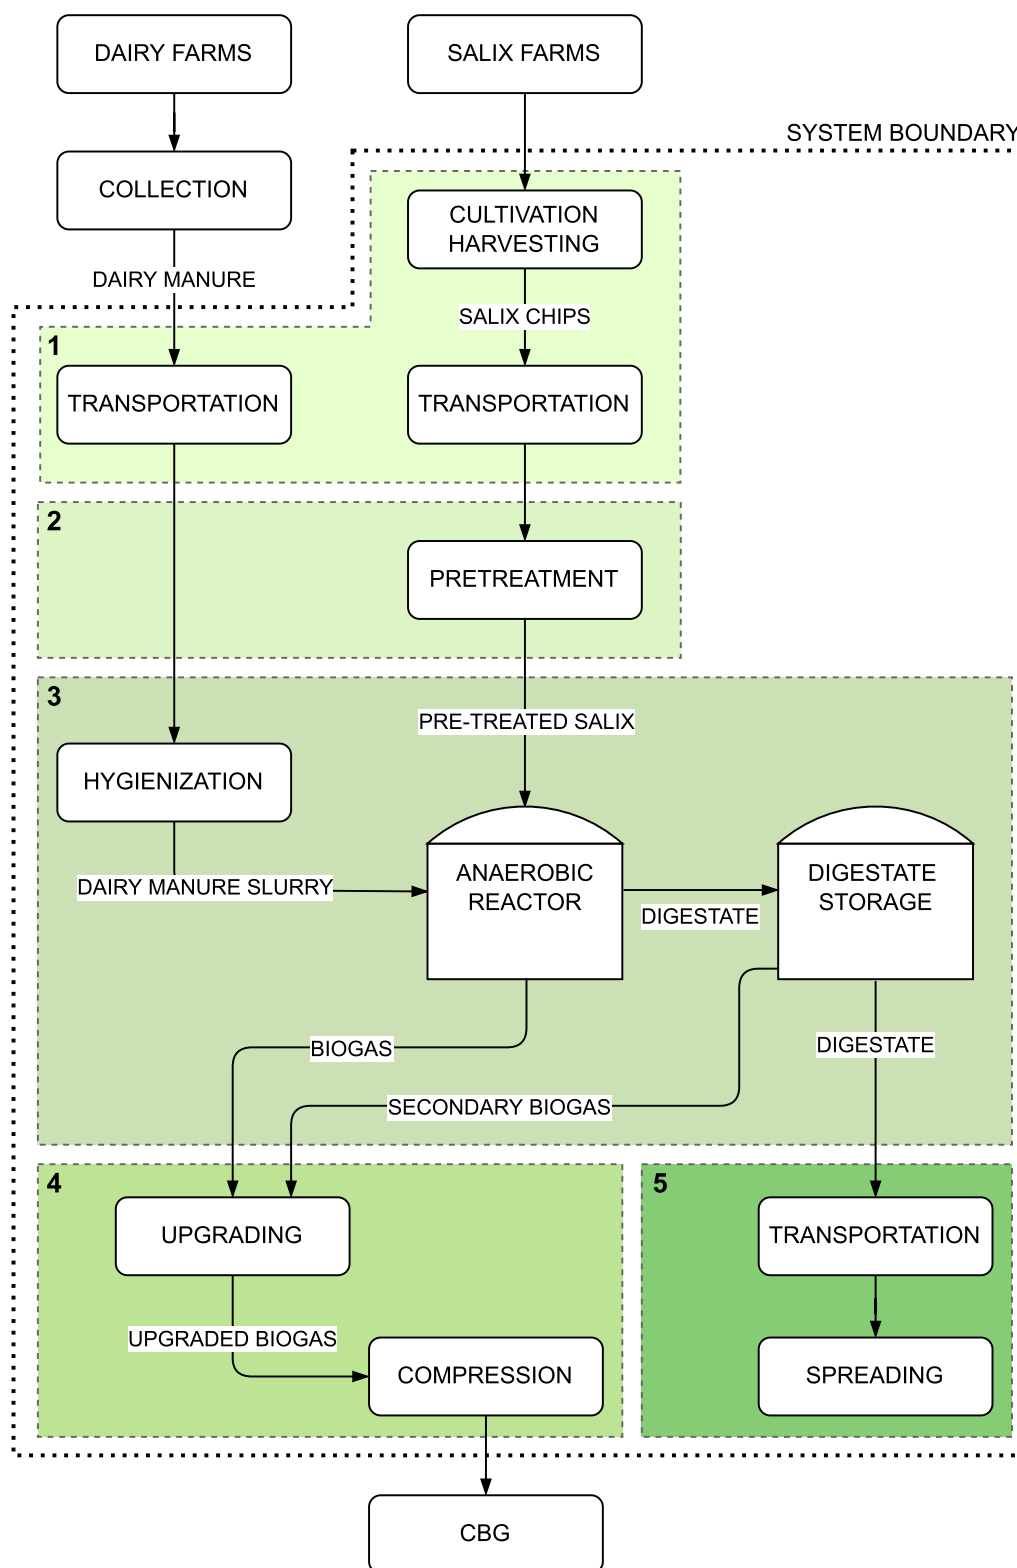 DAIRY FARMS
SALIX FARMS
SYSTEM BOUNDARY
COLLECTION
CULTIVATION
HARVESTING
DAIRY MANURE
SALIX CHIPS
1
TRANSPORTATION
TRANSPORTATION
2
PRETREATMENT
3
PRE-TREATED SALIX
HYGIENIZATION
DAIRY MANURE SLURRY
ANAEROBIC
REACTOR
DIGESTATE
DIGESTATE
STORAGE
BIOGAS
DIGESTATE
SECONDARY BIOGAS
4
UPGRADING
UPGRADED BIOGAS
COMPRESSION
5
TRANSPORTATION
SPREADING
CBG